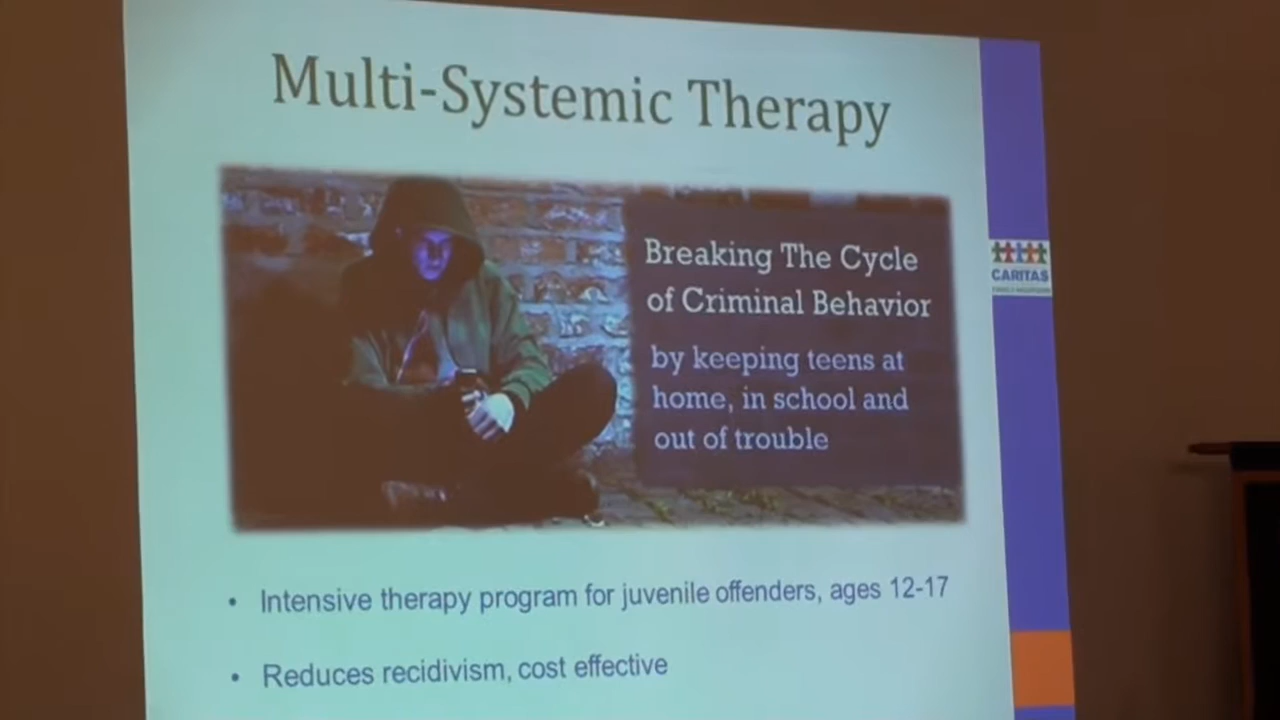 Multi-Systemic Therapy
Breaking The Cycle
of Criminal Behavior
by keeping teens at
home, in school and
out of trouble
CARITAS
• Intensive therapy program for juvenile offenders, ages 12-17
• Reduces recidivism, cost effective